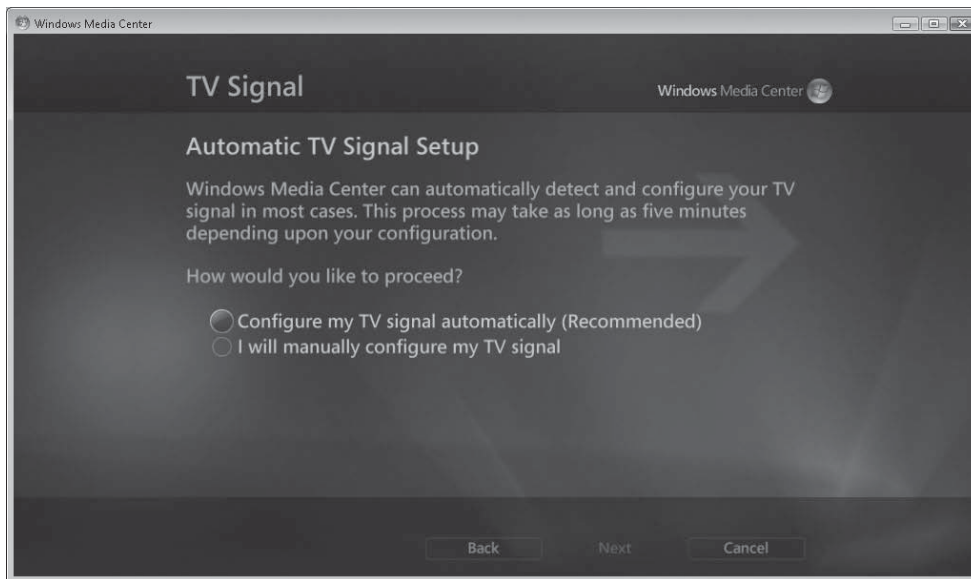 Windows Media Center
TV Signal
Windows Media Center
Automatic TV Signal Setup
Windows Media Center can automatically detect and configure your TV
signal in most cases. This process may take as long as five minutes
depending upon your configuration.
How would you like to proceed?
Configure my TV signal automatically (Recommended)
I will manually configure my TV signal
Back Next Cancel